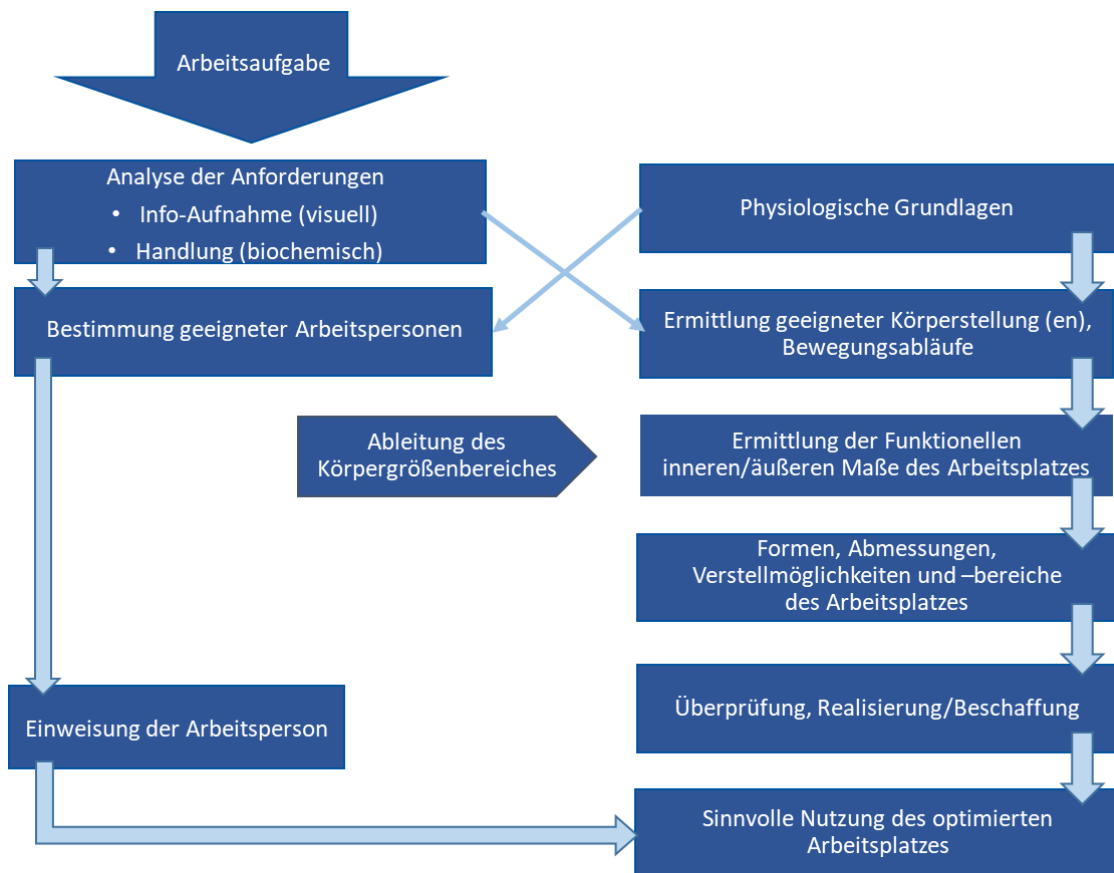 Arbeitsaufgabe
Analyse der Anforderungen
• Info-Aufnahme (visuell)
• Handlung (biochemisch)
Physiologische Grundlagen
Bestimmung geeigneter Arbeitspersonen
Ermittlung geeigneter Körperstellung (en),
Bewegungsabläufe
Ableitung des
Körpergrößenbereiches
Ermittlung der Funktionellen
inneren/äußeren Maße des Arbeitsplatzes
Formen, Abmessungen,
Verstellmöglichkeiten und –bereiche
des Arbeitsplatzes
Einweisung der Arbeitsperson
Überprüfung, Realisierung/Beschaffung
Sinnvolle Nutzung des optimierten
Arbeitsplatzes